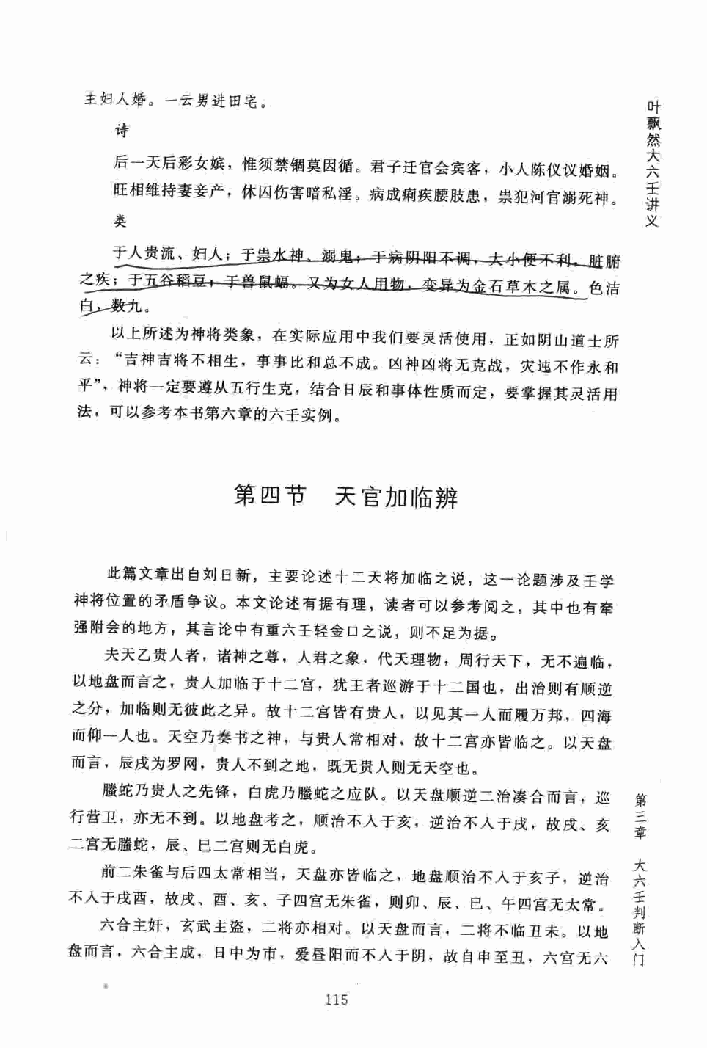 主妇人婚。一云男进田宅。
诗
后一天后彩女嫔，惟须禁锢莫因循。君子迁官会宾客，小人陈仪议婚姻。
旺相维持妻妾产，休囚伤害暗私淫。病成痢疾腰肢患，祟犯河官溺死神。
类
于人贵流、妇人；于祟水神、溺鬼；于病阴阳不调，大小便不利，脏腑
之疾；于五谷稻豆；于兽鼠蝠。又为女人用物，变异为金石草木之属。色洁
白，数九。
以上所述为神将类象，在实际应用中我们要灵活使用，正如阴山道士所
云：“吉神吉将不相生，事事比和总不成。凶神凶将无克战，灾迍不作永和
平”，神将一定要遵从五行生克，结合日辰和事体性质而定，要掌握其灵活用
法，可以参考本书第六章的六壬实例。
第四节 天官加临辨
此篇文章出自刘日新，主要论述十二天将加临之说，这一论题涉及壬学
神将位置的矛盾争议。本文论述有据有理，读者可以参考阅之，其中也有牵
强附会的地方，其言论中有重六壬轻金口之说，则不足为据。
夫天乙贵人者，诸神之尊，人君之象，代天理物，周行天下，无不遍临，
以地盘而言之，贵人加临于十二宫，犹王者巡游于十二国也，出治则有顺逆
之分，加临则无彼此之异。故十二宫皆有贵人，以见其一人而履万邦，四海
而仰一人也。天空乃奏书之神，与贵人常相对，故十二宫亦皆临之。以天盘
而言，辰戌为罗网，贵人不到之地，既无贵人则无天空也。
螣蛇乃贵人之先锋，白虎乃螣蛇之应队。以天盘顺逆二治凑合而言，巡
行营卫，亦无不到。以地盘考之，顺治不入于亥，逆治不入于戌，故戌、亥
二宫无螣蛇，辰、巳二宫则无白虎。
前二朱雀与后四太常相当，天盘亦皆临之，地盘顺治不入于亥子，逆治
不入于戌酉，故戌、酉、亥、子四宫无朱雀，则卯、辰、巳、午四宫无太常。
六合主奸，玄武主盗，二将亦相对。以天盘而言，二将不临丑未。以地
盘而言，六合主成，日中为市，爱昼阳而不入于阴，故自申至丑，六宫无六
叶飘然大六壬讲义
第三章 大六壬判断入门
115